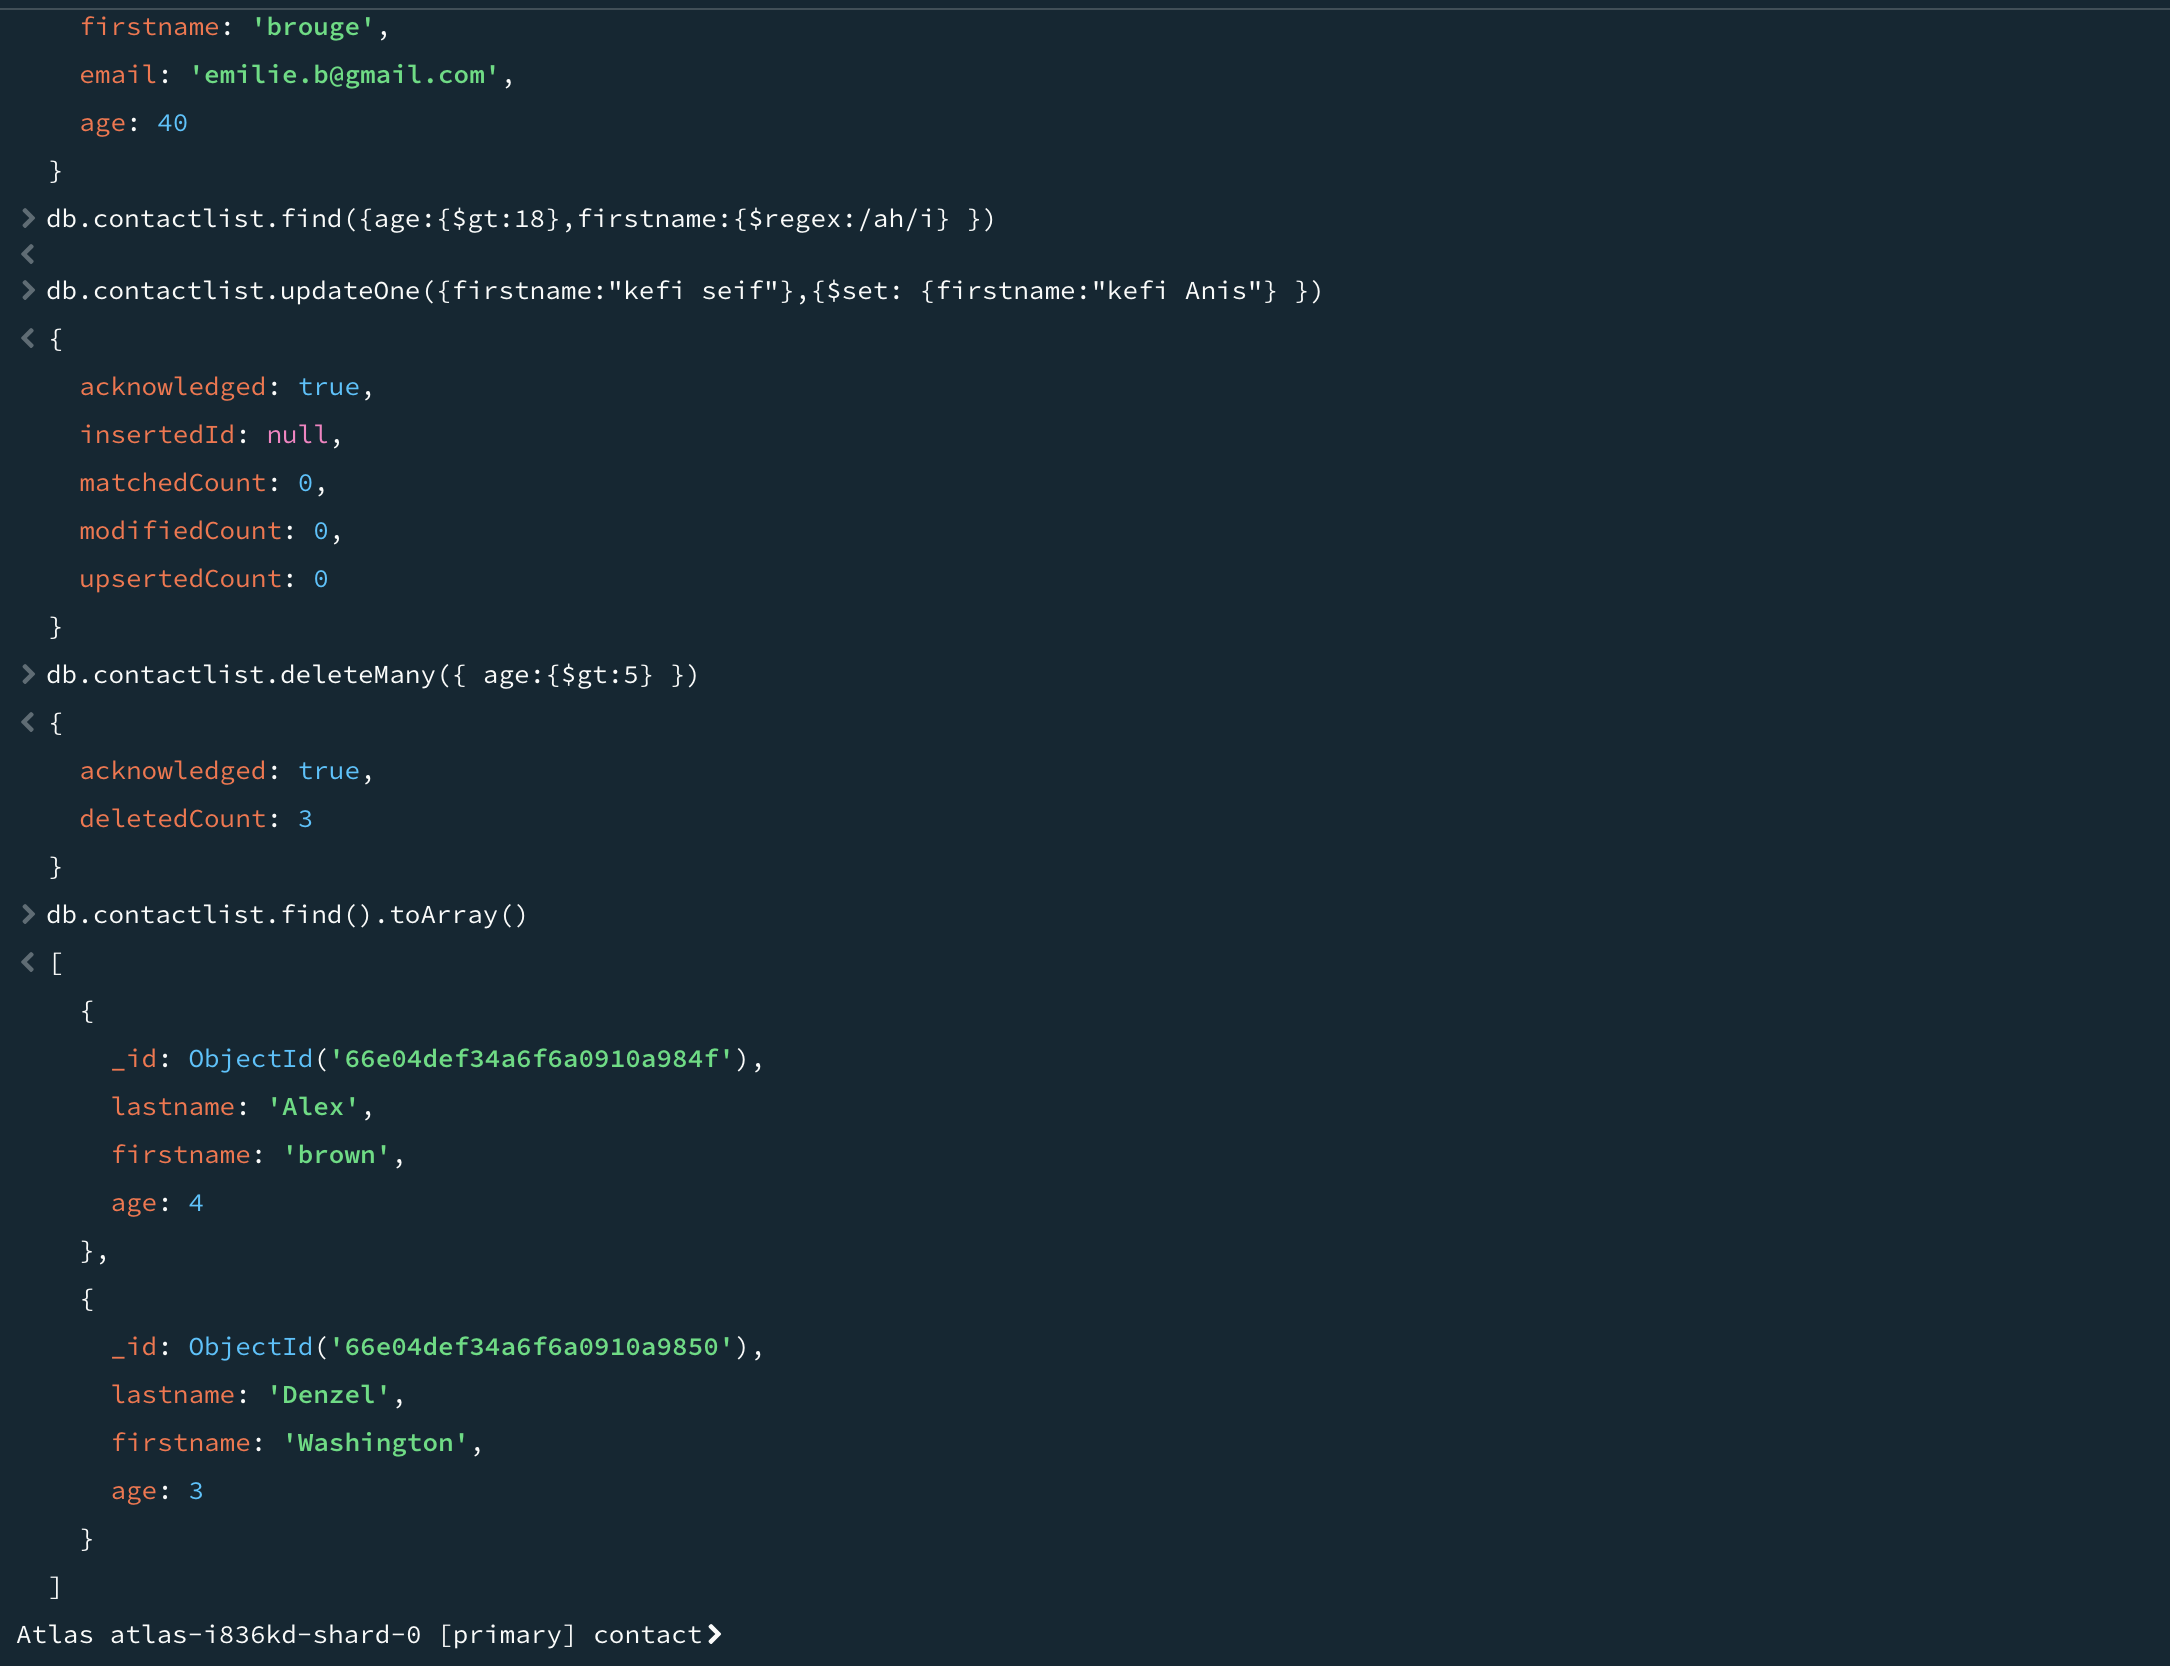 firstname: 'brouge',
email: 'emilie.b@gmail.com',
age: 40
}
> db.contactlist.find({age:{$gt:18},firstname:{$regex:/ah/i} })
<
> db.contactlist.updateOne({firstname:"kefi seif"},{$set: {firstname:"kefi Anis"} })
< {
acknowledged: true,
insertedId: null,
matchedCount: 0,
modifiedCount: 0,
upsertedCount: 0
}
> db.contactlist.deleteMany({ age:{$gt:5} })
< {
acknowledged: true,
deletedCount: 3
}
> db.contactlist.find().toArray()
< [
{
_id: ObjectId('66e04def34a6f6a0910a984f'),
lastname: 'Alex',
firstname: 'brown',
age: 4
},
{
_id: ObjectId('66e04def34a6f6a0910a9850'),
lastname: 'Denzel',
firstname: 'Washington',
age: 3
}
]
Atlas atlas-i836kd-shard-0 [primary] contact>